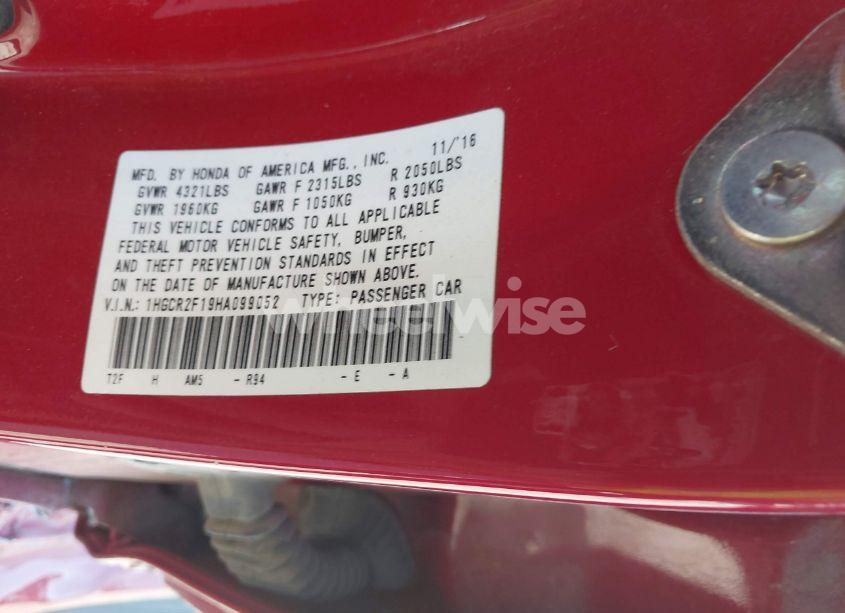 MFD. BY HONDA OF AMERICA MFG., INC. 11/'16
GVWR 4321LBS GAWR F 2315LBS R 2050LBS
GVWR 1960KG GAWR F 1050KG R 930KG
THIS VEHICLE CONFORMS TO ALL APPLICABLE
FEDERAL MOTOR VEHICLE SAFETY, BUMPER,
AND THEFT PREVENTION STANDARDS IN EFFECT
ON THE DATE OF MANUFACTURE SHOWN ABOVE.
V.I.N.: 1HGCR2F19HA099052 TYPE: PASSENGER CAR
wheelwise
T2F H AM5 - R94 - E - A